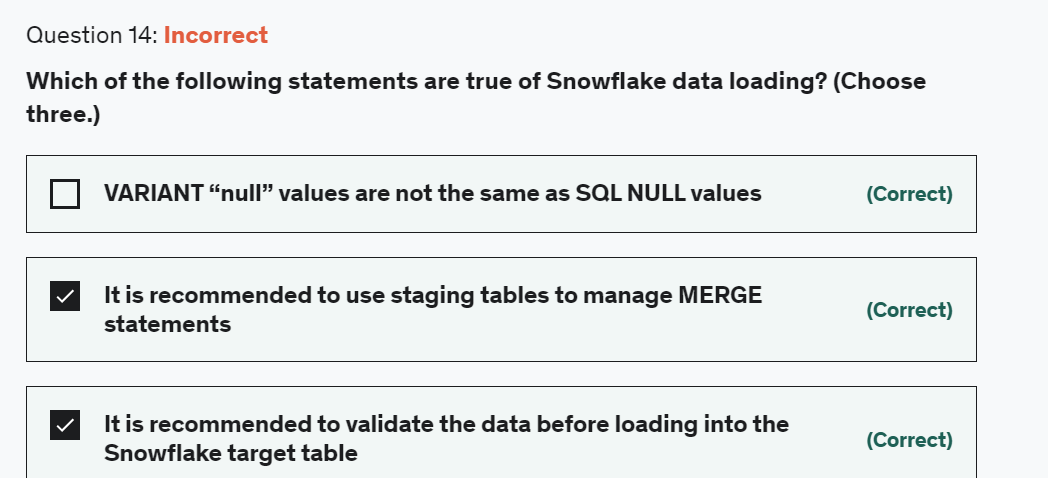 Question 14: Incorrect
Which of the following statements are true of Snowflake data loading? (Choose
three.)
VARIANT “null” values are not the same as SQL NULL values (Correct)
It is recommended to use staging tables to manage MERGE
statements (Correct)
It is recommended to validate the data before loading into the
Snowflake target table (Correct)